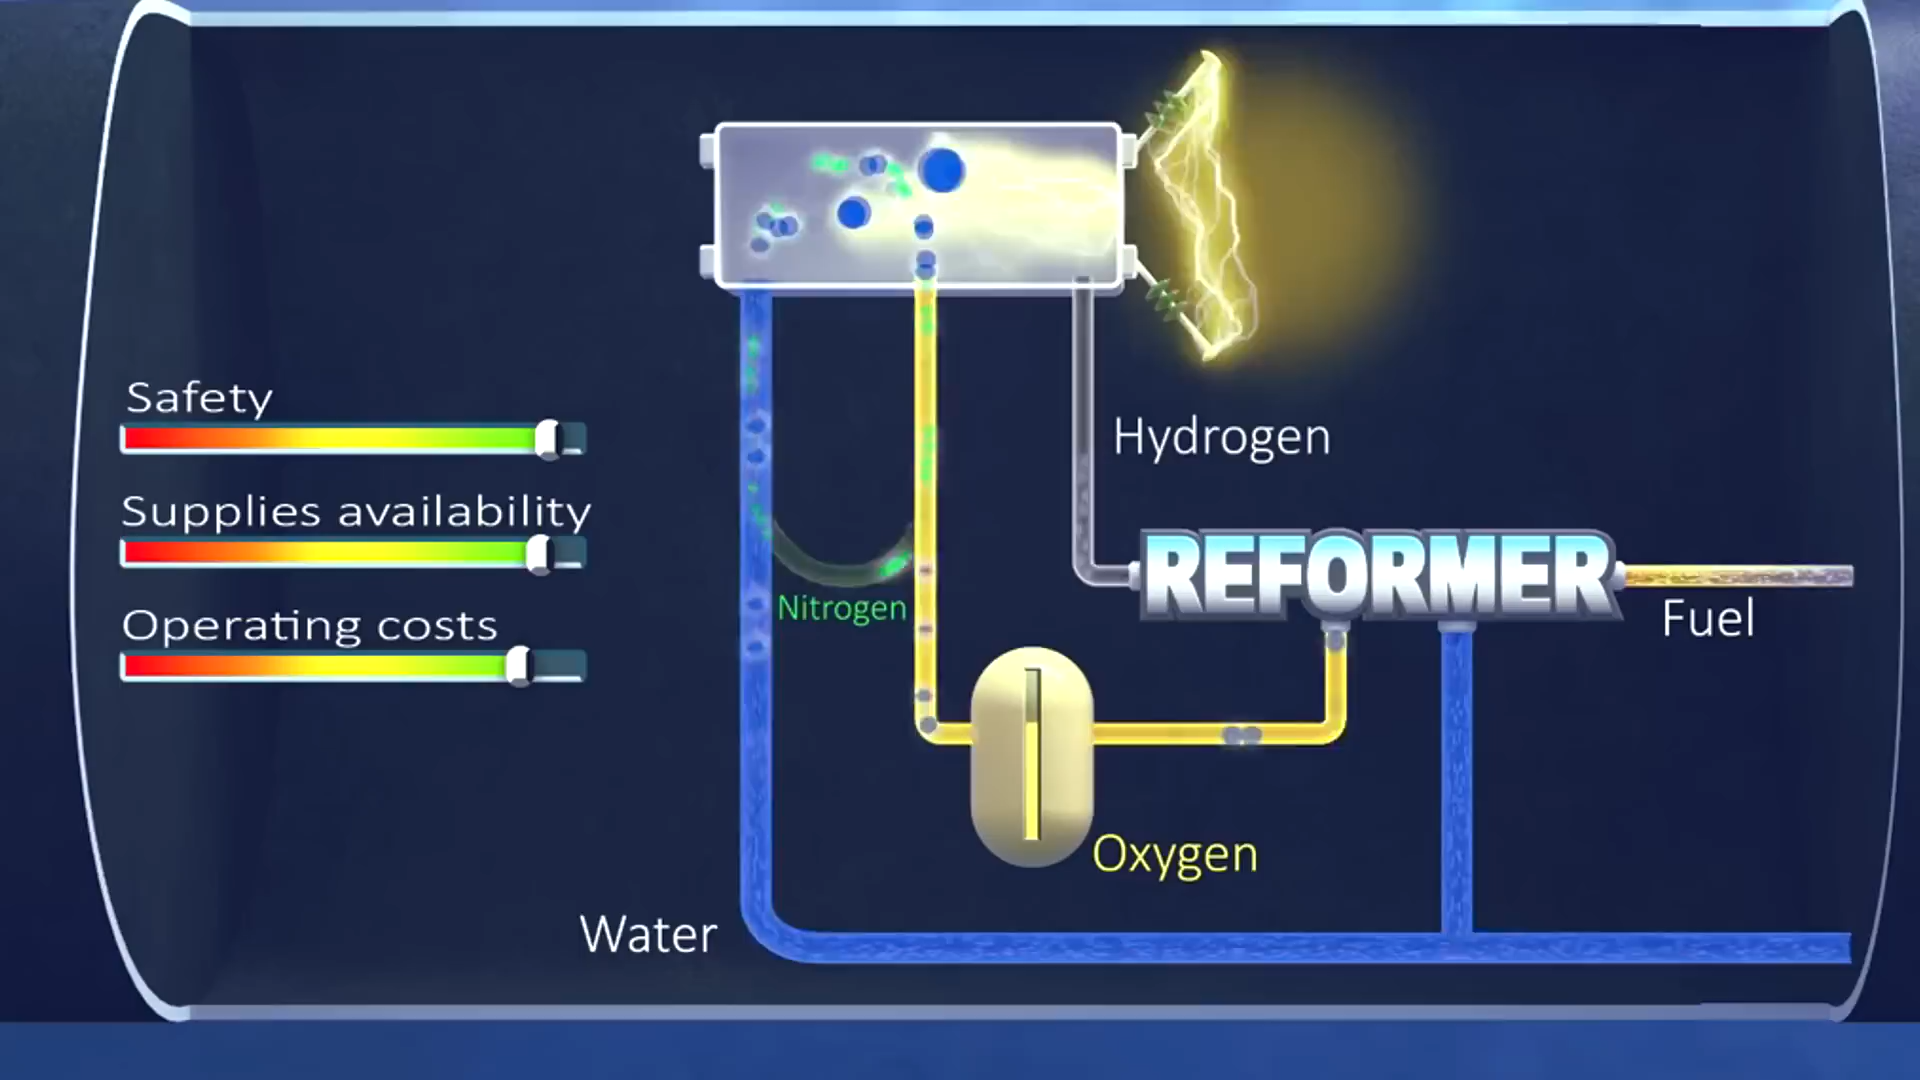 Safety
Supplies availability
Operating costs
Hydrogen
REFORMER
Fuel
Nitrogen
Oxygen
Water